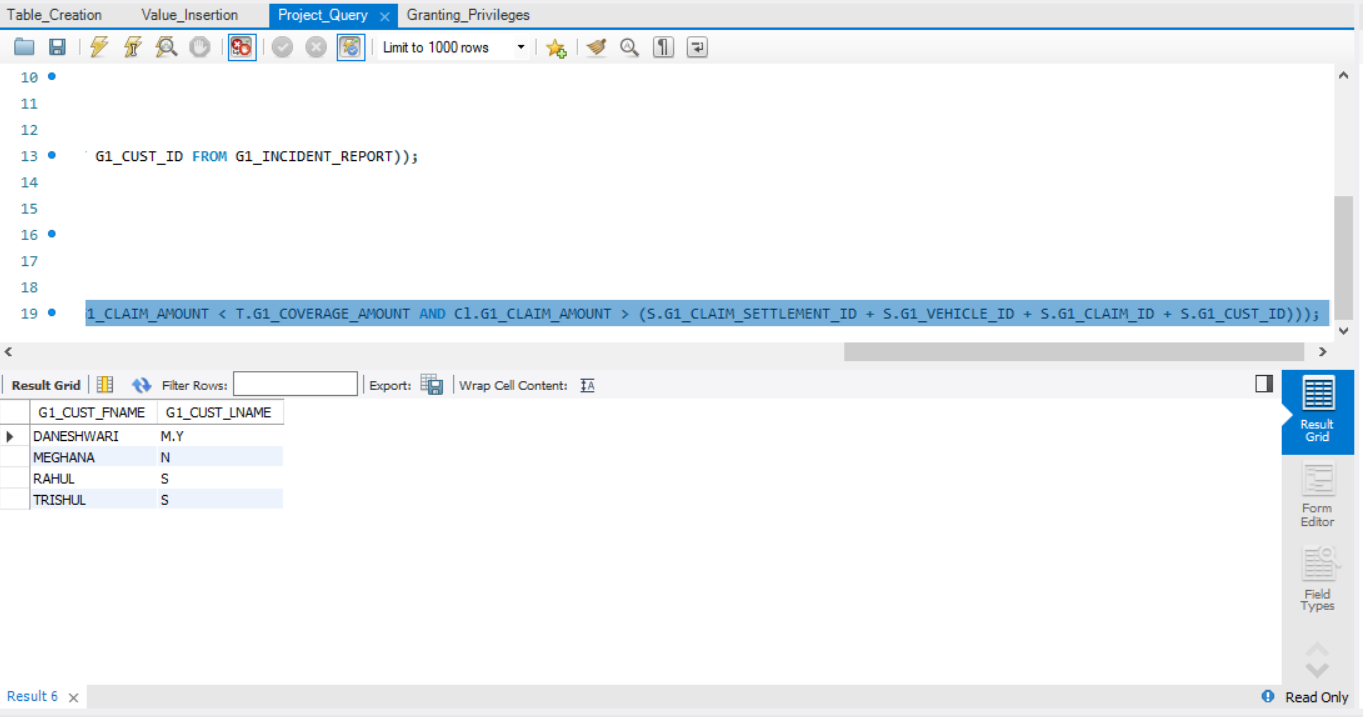 Table_Creation Value_Insertion Project_Query Granting_Privileges
Limit to 1000 rows
10
11
12
13 G1_CUST_ID FROM G1_INCIDENT_REPORT));
14
15
16
17
18
19 1_CLAIM_AMOUNT < T.G1_COVERAGE_AMOUNT AND Cl.G1_CLAIM_AMOUNT > (S.G1_CLAIM_SETTLEMENT_ID + S.G1_VEHICLE_ID + S.G1_CLAIM_ID + S.G1_CUST_ID)));
Result Grid Filter Rows: Export: Wrap Cell Content: IA
G1_CUST_FNAME G1_CUST_LNAME
DANESHWARI M.Y
MEGHANA N
RAHUL S
TRISHUL S
Result
Grid
Form
Editor
Field
Types
Result 6 Read Only